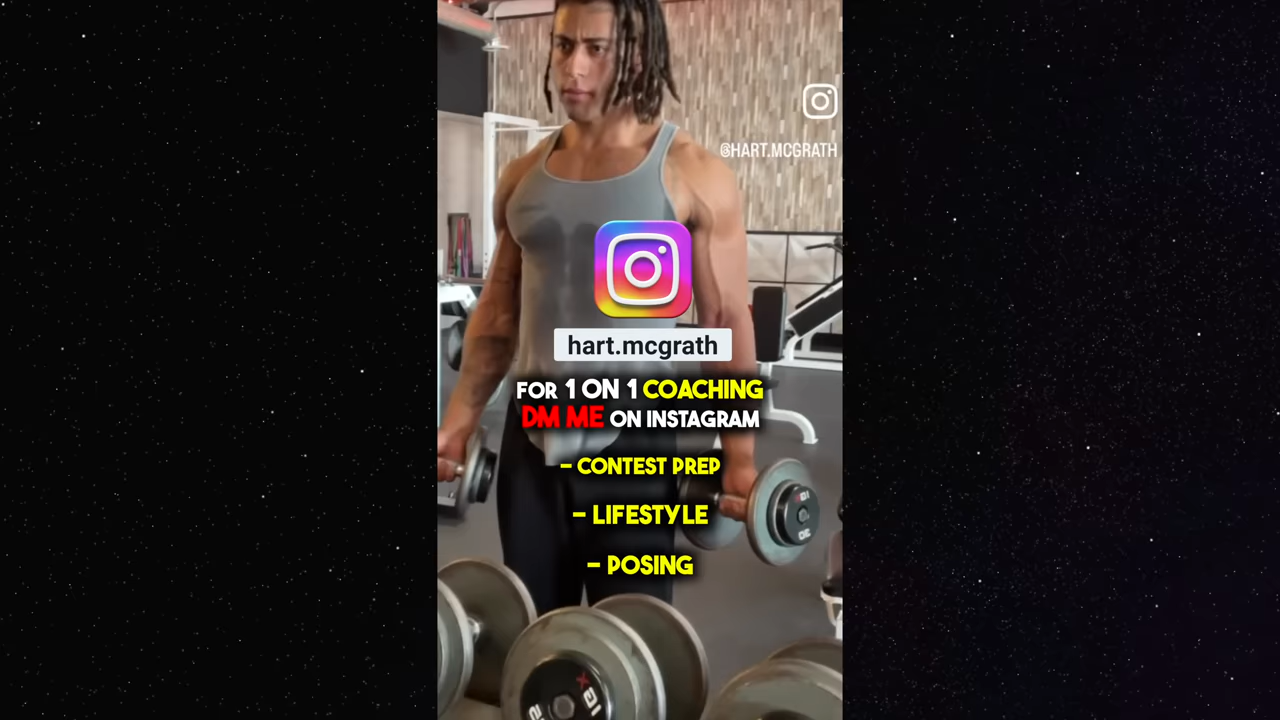 @HART.MCGRATH
hart.mcgrath
FOR 1 ON 1 COACHING
DM ME ON INSTAGRAM
- CONTEST PREP
- LIFESTYLE
- POSING